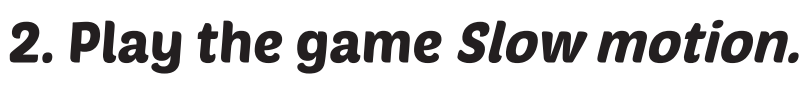 2. Play the game Slow motion.